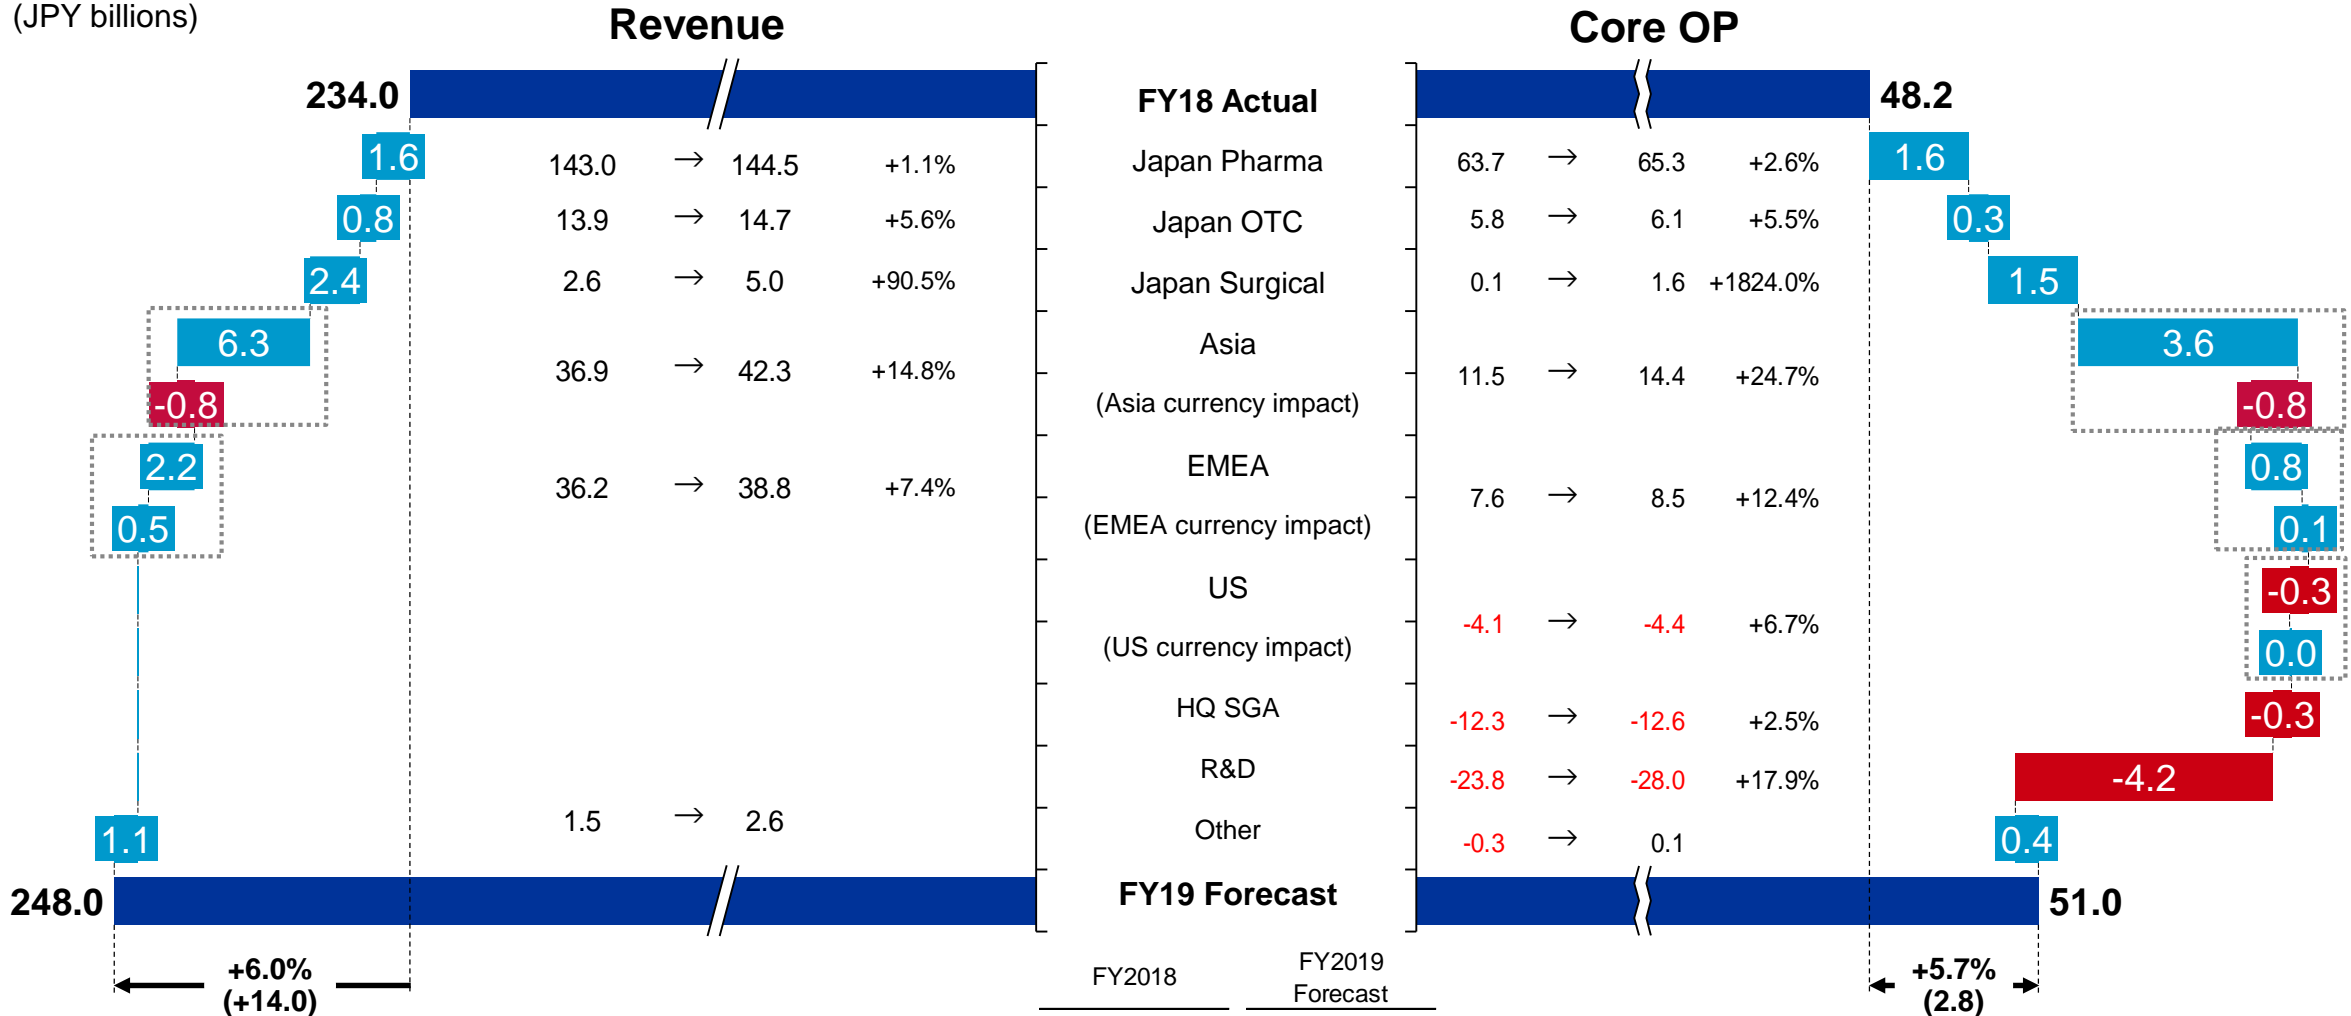 (JPY billions)
Revenue
Core OP
234.0
FY18 Actual
48.2
1.6
143.0 → 144.5 +1.1%
Japan Pharma
63.7 → 65.3 +2.6%
1.6
0.8
13.9 → 14.7 +5.6%
Japan OTC
5.8 → 6.1 +5.5%
0.3
2.4
2.6 → 5.0 +90.5%
Japan Surgical
0.1 → 1.6 +1824.0%
1.5
6.3
36.9 → 42.3 +14.8%
Asia
11.5 → 14.4 +24.7%
3.6
-0.8
(Asia currency impact)
-0.8
2.2
36.2 → 38.8 +7.4%
EMEA
7.6 → 8.5 +12.4%
0.8
0.5
(EMEA currency impact)
0.1
US
-4.1 → -4.4 +6.7%
-0.3
(US currency impact)
0.0
HQ SGA
-12.3 → -12.6 +2.5%
-0.3
R&D
-23.8 → -28.0 +17.9%
-4.2
1.1
1.5 → 2.6
Other
-0.3 → 0.1
0.4
248.0
FY19 Forecast
51.0
+6.0%
(+14.0)
FY2018
FY2019
Forecast
+5.7%
(2.8)